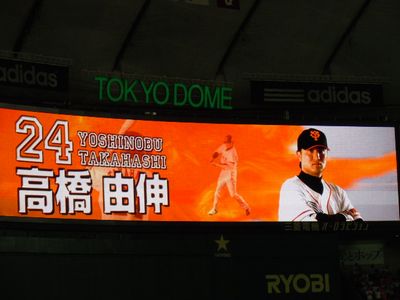 adidas
TOKYO DOME
adidas
24
YOSHINOBU
TAKAHASHI
高橋 由伸
RYOBI